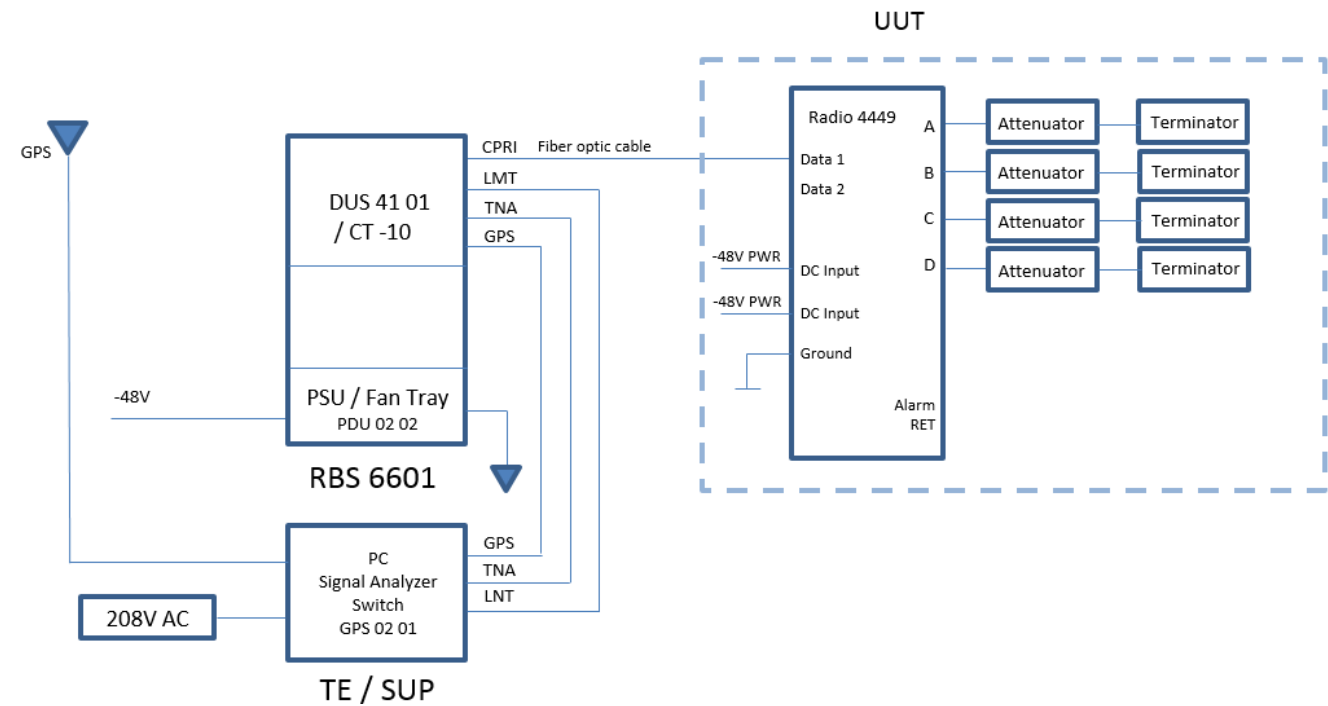 UUT
GPS
DUS 41 01
/ CT -10
CPRI
Fiber optic cable
LMT
TNA
GPS
-48V
PSU / Fan Tray
PDU 02 02
RBS 6601
Radio 4449
Data 1
Data 2
-48V PWR
DC Input
-48V PWR
DC Input
Ground
Alarm
RET
A
Attenuator
Terminator
B
Attenuator
Terminator
C
Attenuator
Terminator
D
Attenuator
Terminator
208V AC
PC
Signal Analyzer
Switch
GPS 02 01
GPS
TNA
LNT
TE / SUP